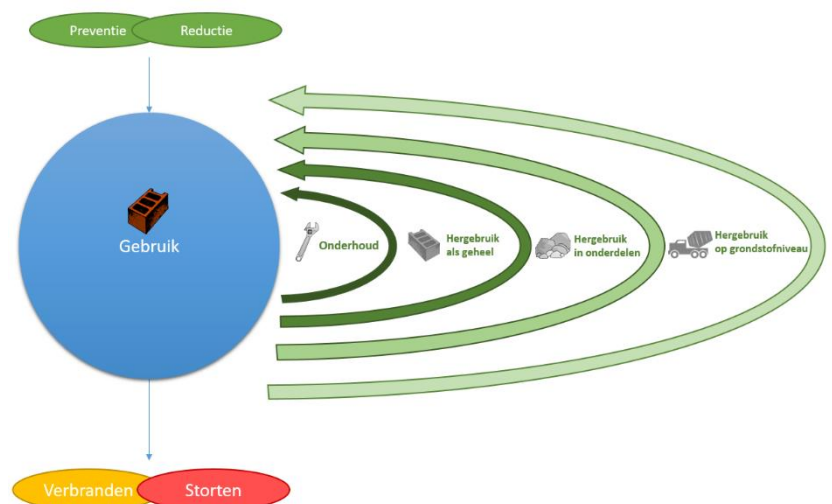 Preventie
Reductie
Gebruik
Onderhoud
Hergebruik
als geheel
Hergebruik
in onderdelen
Hergebruik
op grondstofniveau
Verbranden
Storten